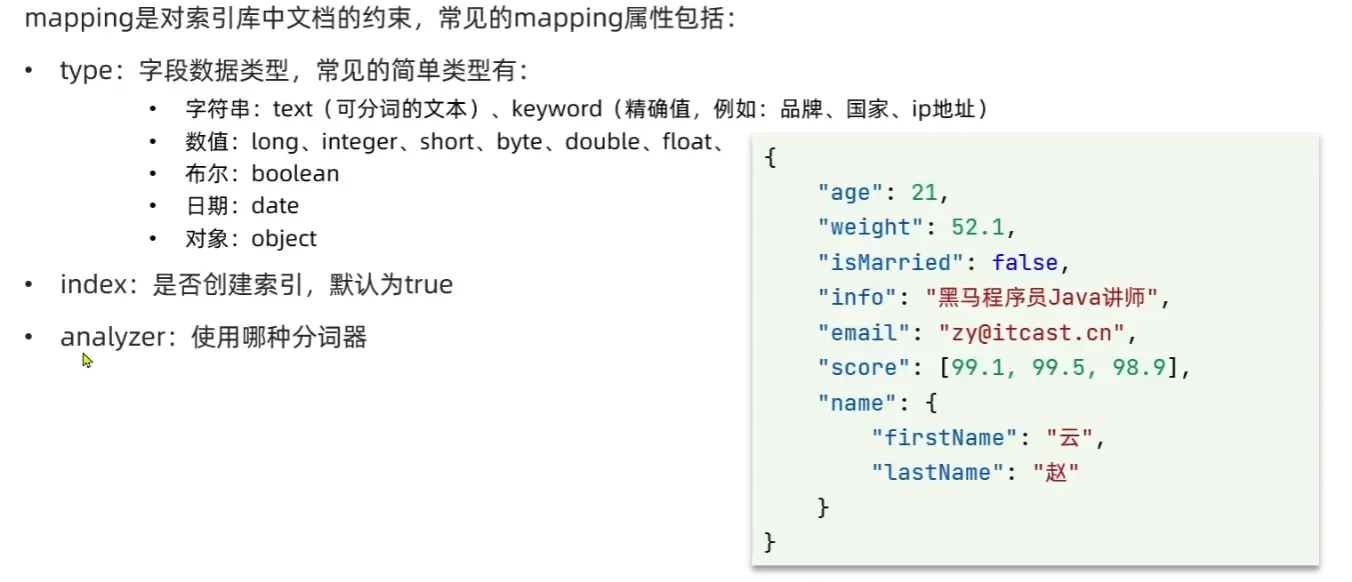 mapping是对索引库中文档的约束，常见的mapping属性包括：
• type：字段数据类型，常见的简单类型有：
• 字符串：text（可分词的文本）、keyword（精确值，例如：品牌、国家、ip地址）
• 数值：long、integer、short、byte、double、float、
• 布尔：boolean
• 日期：date
• 对象：object
• index：是否创建索引，默认为true
• analyzer：使用哪种分词器
{
    "age": 21,
    "weight": 52.1,
    "isMarried": false,
    "info": "黑马程序员Java讲师",
    "email": "zy@itcast.cn",
    "score": [99.1, 99.5, 98.9],
    "name": {
        "firstName": "云",
        "lastName": "赵"
    }
}